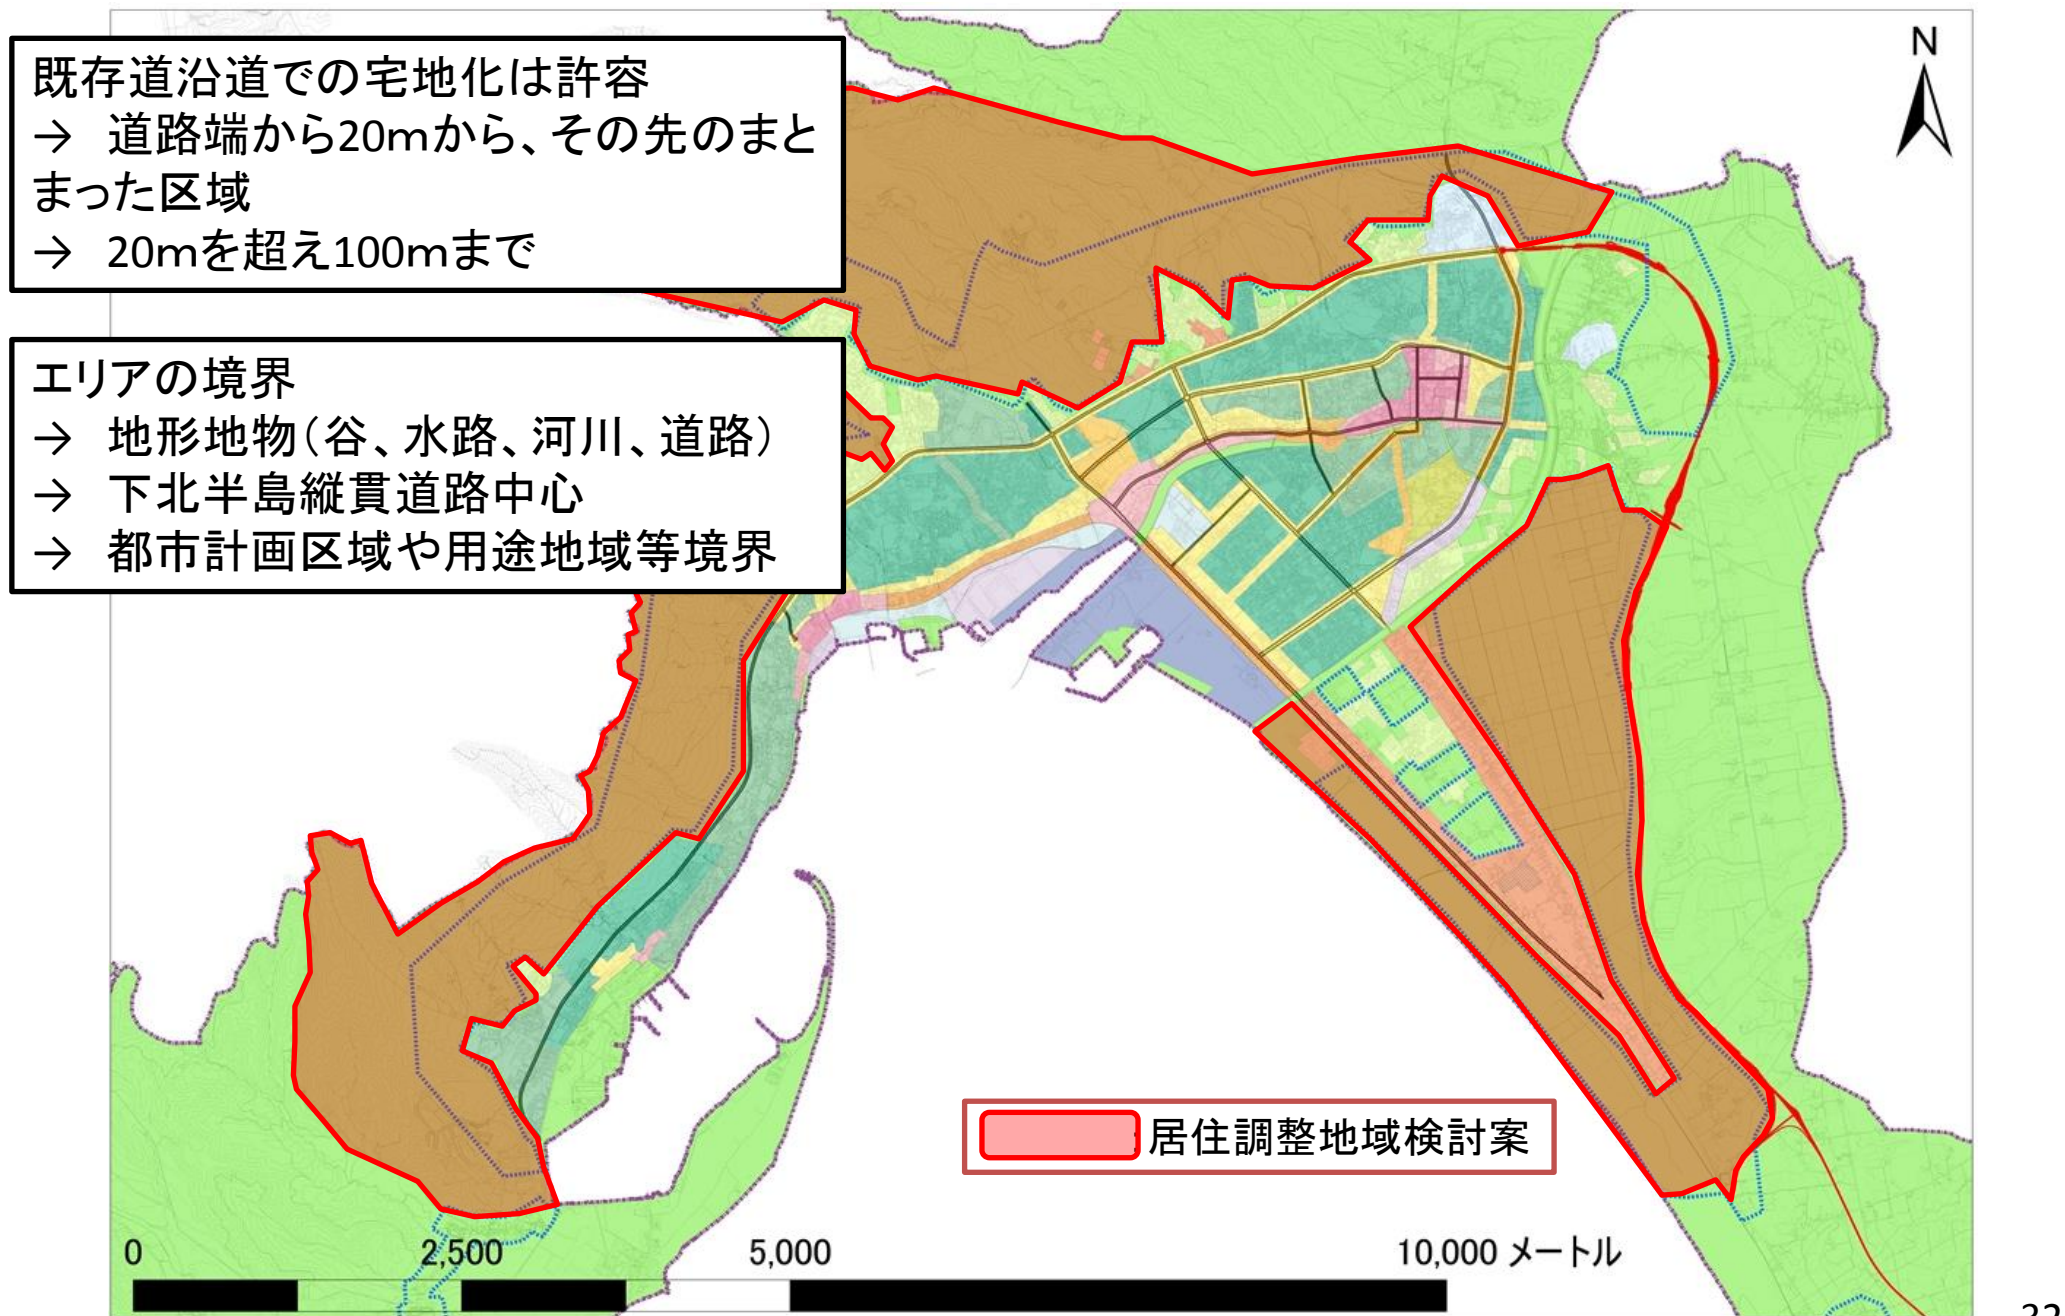 既存道沿道での宅地化は許容
→ 道路端から20mから、その先のまと
まった区域
→ 20mを超え100mまで
N
エリアの境界
→ 地形地物(谷、水路、河川、道路)
→ 下北半島縦貫道路中心
→ 都市計画区域や用途地域等境界
居住調整地域検討案
0 2,500 5,000 10,000 メートル
32